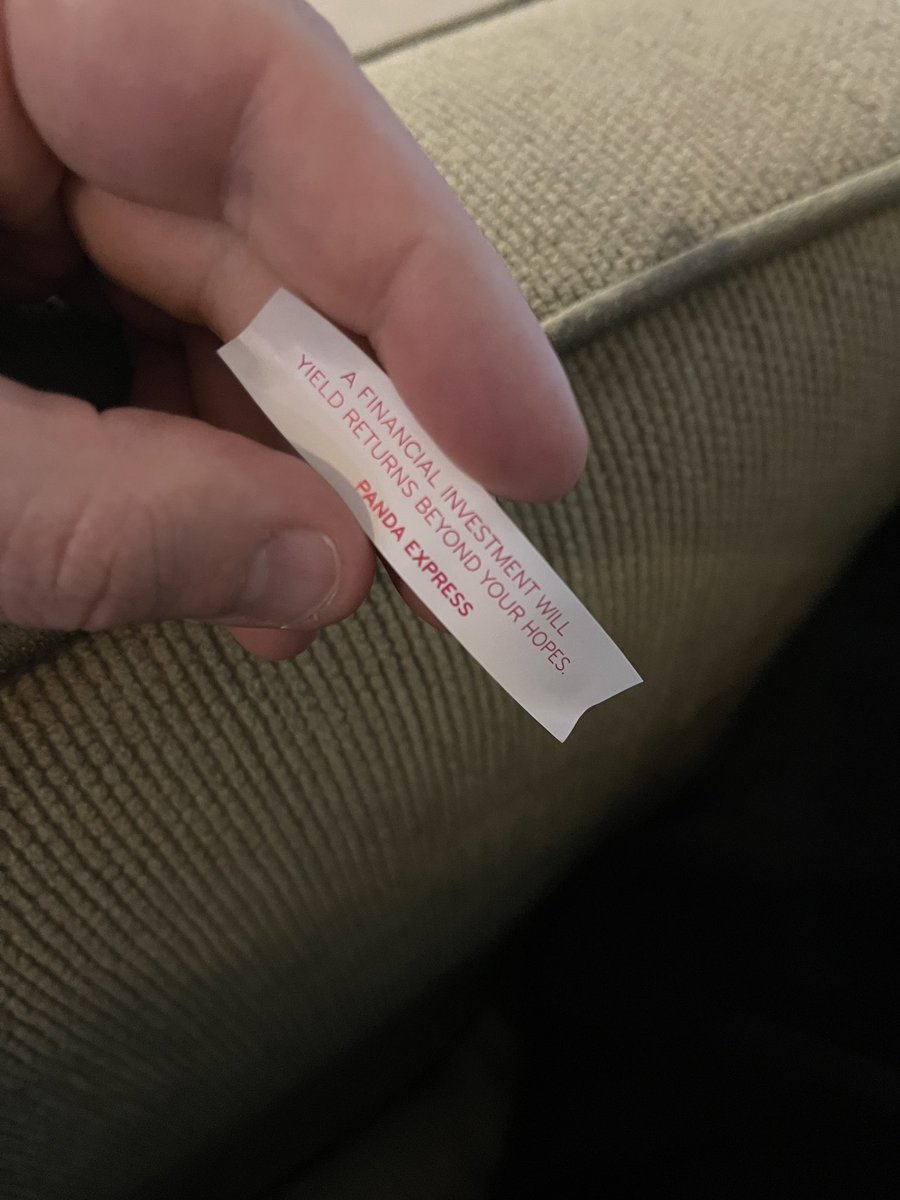 A FINANCIAL INVESTMENT WILL
YIELD RETURNS BEYOND YOUR HOPES.
PANDA EXPRESS